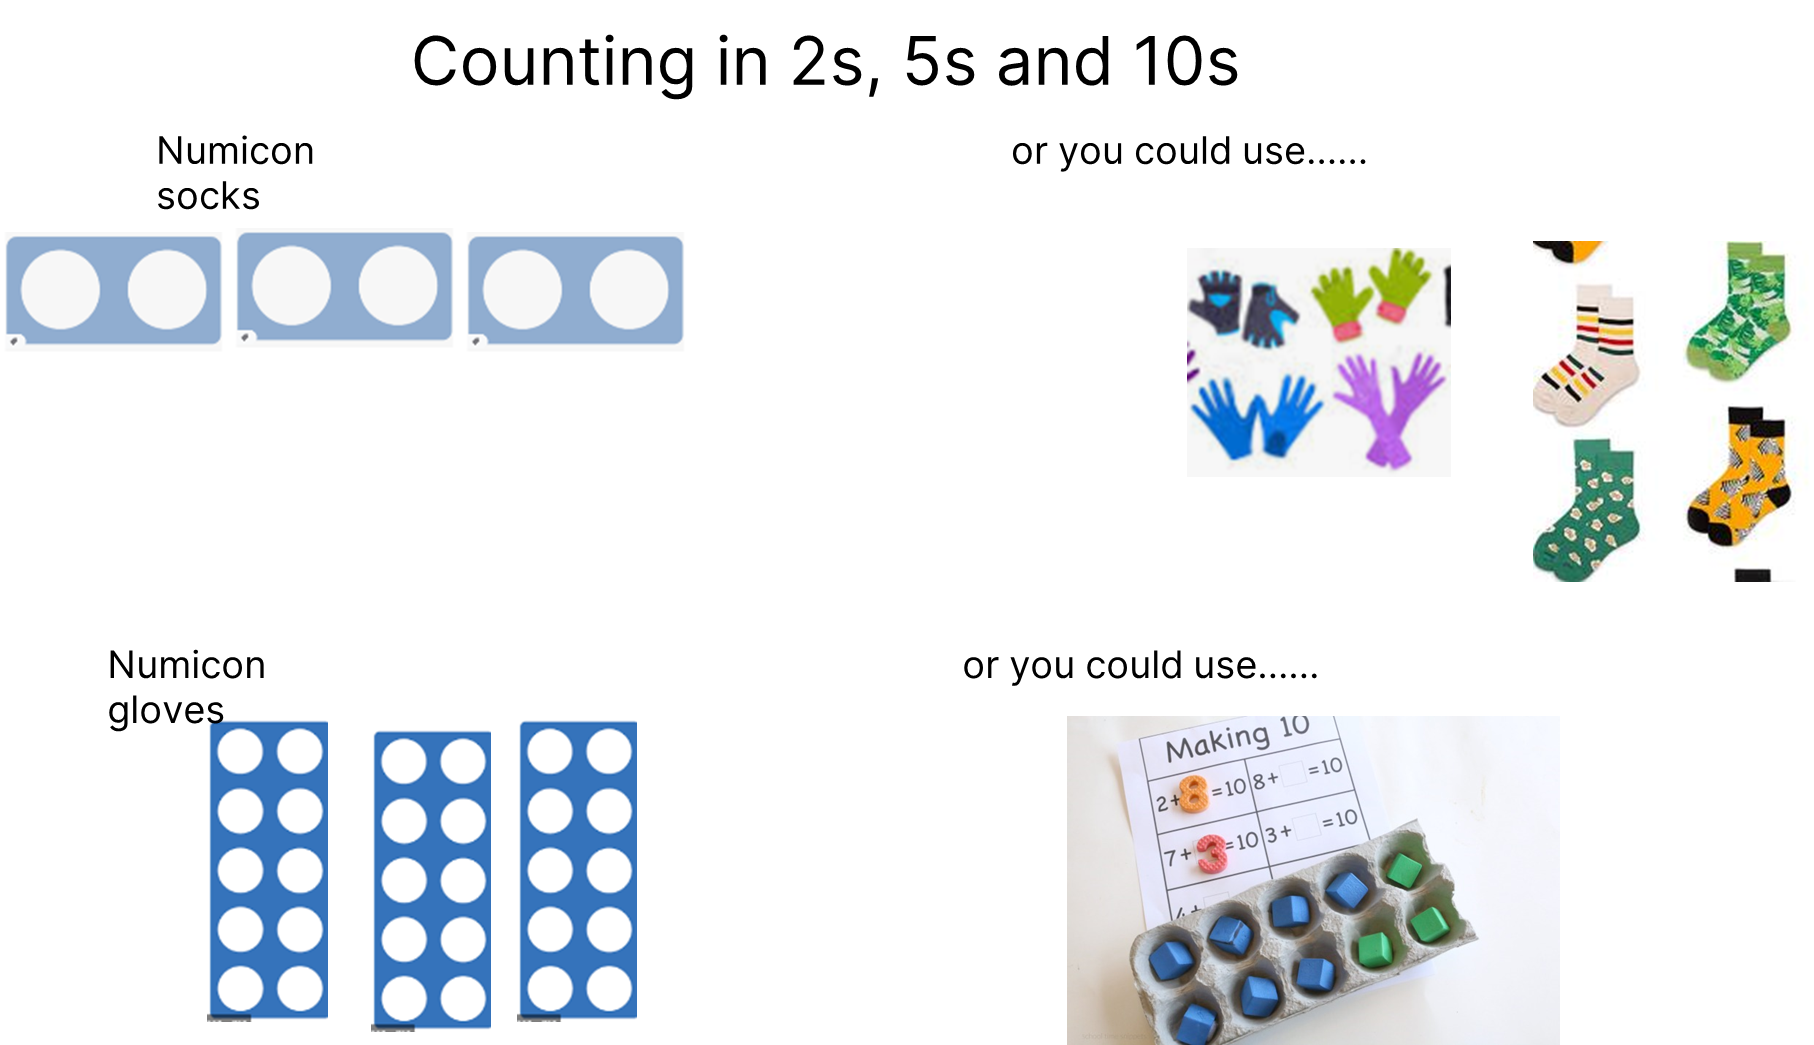 Counting in 2s, 5s and 10s
Numicon
socks
or you could use......
Numicon
gloves
or you could use......
Making 10
2+8=10
8+ =10
7+3=10
3+ =10
4+